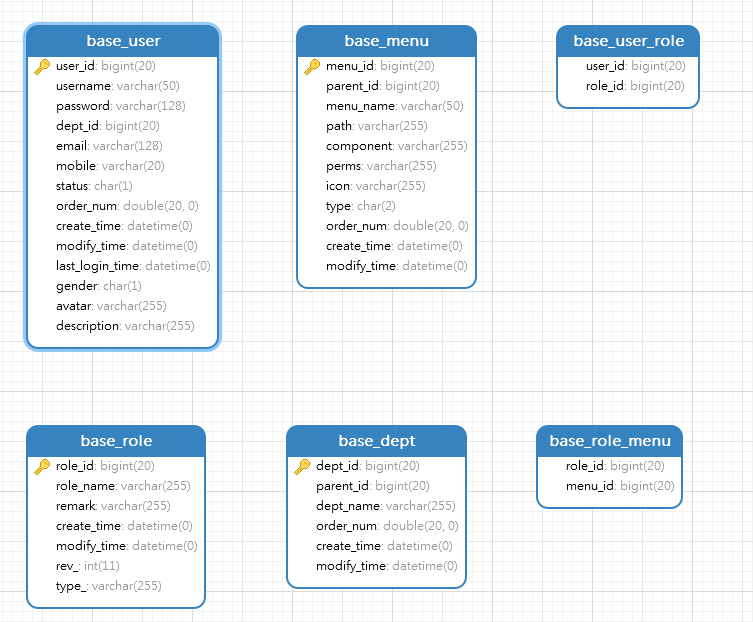 base_user
user_id: bigint(20)
username: varchar(50)
password: varchar(128)
dept_id: bigint(20)
email: varchar(128)
mobile: varchar(20)
status: char(1)
order_num: double(20, 0)
create_time: datetime(0)
modify_time: datetime(0)
last_login_time: datetime(0)
gender: char(1)
avatar: varchar(255)
description: varchar(255)
base_menu
menu_id: bigint(20)
parent_id: bigint(20)
menu_name: varchar(50)
path: varchar(255)
component: varchar(255)
perms: varchar(255)
icon: varchar(255)
type: char(2)
order_num: double(20, 0)
create_time: datetime(0)
modify_time: datetime(0)
base_user_role
user_id: bigint(20)
role_id: bigint(20)
base_role
role_id: bigint(20)
role_name: varchar(255)
remark: varchar(255)
create_time: datetime(0)
modify_time: datetime(0)
rev_: int(11)
type_: varchar(255)
base_dept
dept_id: bigint(20)
parent_id: bigint(20)
dept_name: varchar(255)
order_num: double(20, 0)
create_time: datetime(0)
modify_time: datetime(0)
base_role_menu
role_id: bigint(20)
menu_id: bigint(20)